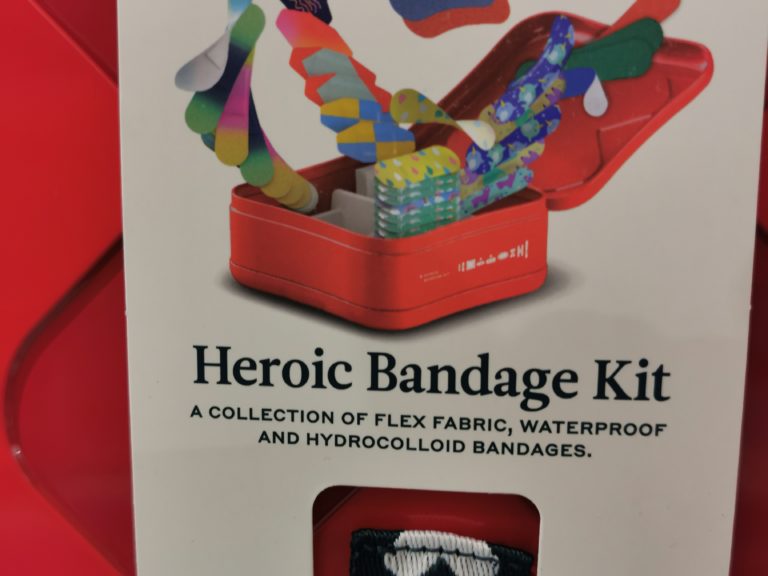 Heroic Bandage Kit
A COLLECTION OF FLEX FABRIC, WATERPROOF
AND HYDROCOLLOID BANDAGES.